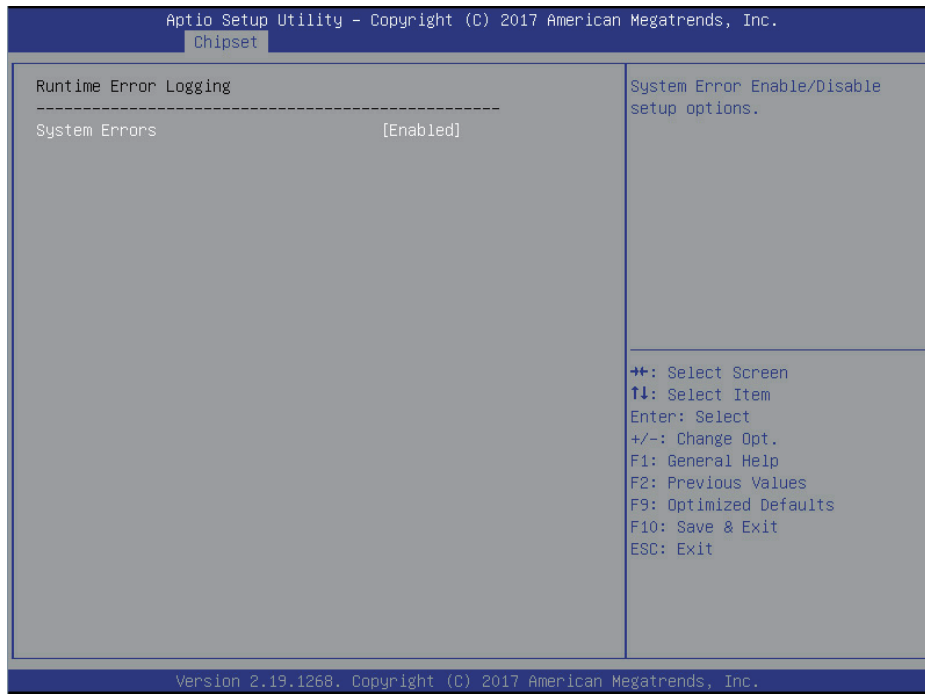 Aptio Setup Utility – Copyright (C) 2017 American Megatrends, Inc.
Chipset
Runtime Error Logging
--------------------------------------------------
System Errors [Enabled]
System Error Enable/Disable
setup options.
→←: Select Screen
↑↓: Select Item
Enter: Select
+/-: Change Opt.
F1: General Help
F2: Previous Values
F9: Optimized Defaults
F10: Save & Exit
ESC: Exit
Version 2.19.1268. Copyright (C) 2017 American Megatrends, Inc.